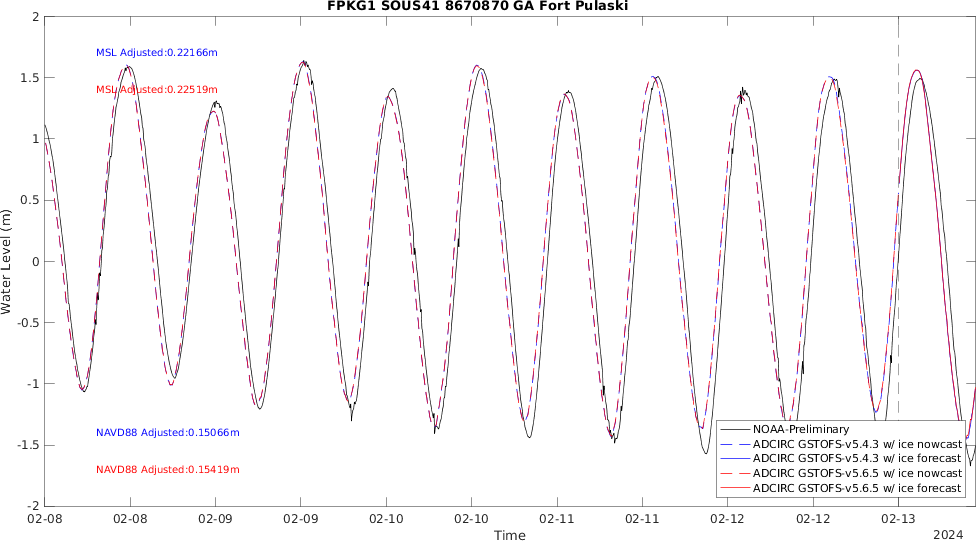 FPKG1 SOUS41 8670870 GA Fort Pulaski
2
1.5
1
0.5
0
-0.5
-1
-1.5
-2
Water Level (m)
MSL Adjusted:0.22166m
MSL Adjusted:0.22519m
NAVD88 Adjusted:0.15066m
NAVD88 Adjusted:0.15419m
NOAA-Preliminary
ADCIRC GSTOFS-v5.4.3 w/ ice nowcast
ADCIRC GSTOFS-v5.4.3 w/ ice forecast
ADCIRC GSTOFS-v5.6.5 w/ ice nowcast
ADCIRC GSTOFS-v5.6.5 w/ ice forecast
02-08 02-08 02-09 02-09 02-10 02-10 02-11 02-11 02-12 02-12 02-13
Time
2024